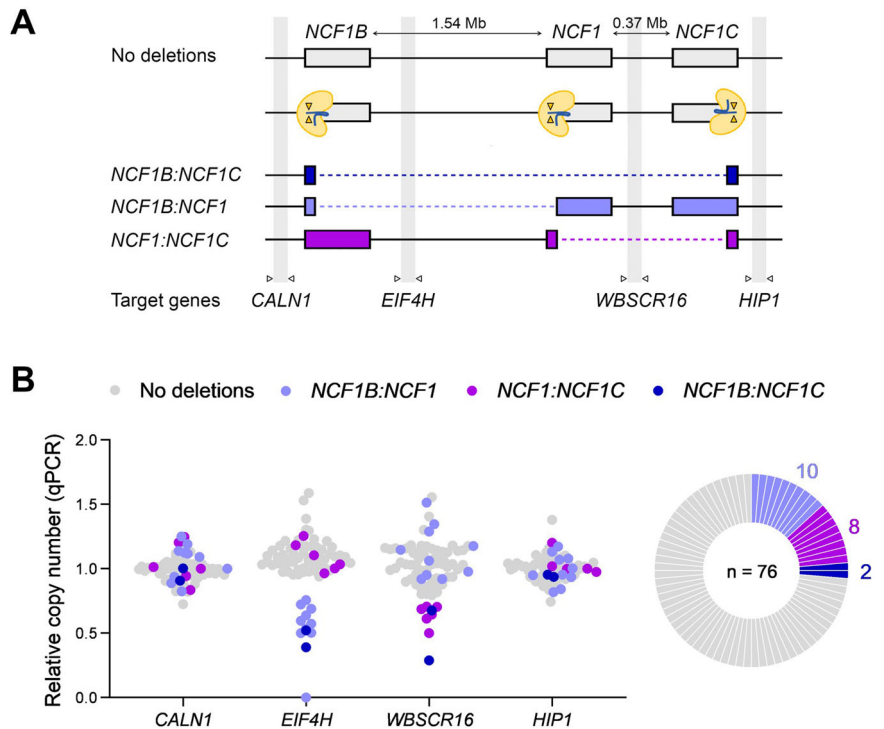 A
NCF1B 1.54 Mb NCF1 0.37 Mb NCF1C
No deletions
NCF1B:NCF1C
NCF1B:NCF1
NCF1:NCF1C
Target genes CALN1 EIF4H WBSCR16 HIP1
B
No deletions NCF1B:NCF1 NCF1:NCF1C NCF1B:NCF1C
Relative copy number (qPCR)
2.0
1.5
1.0
0.5
0.0
CALN1 EIF4H WBSCR16 HIP1
10
8
2
n = 76